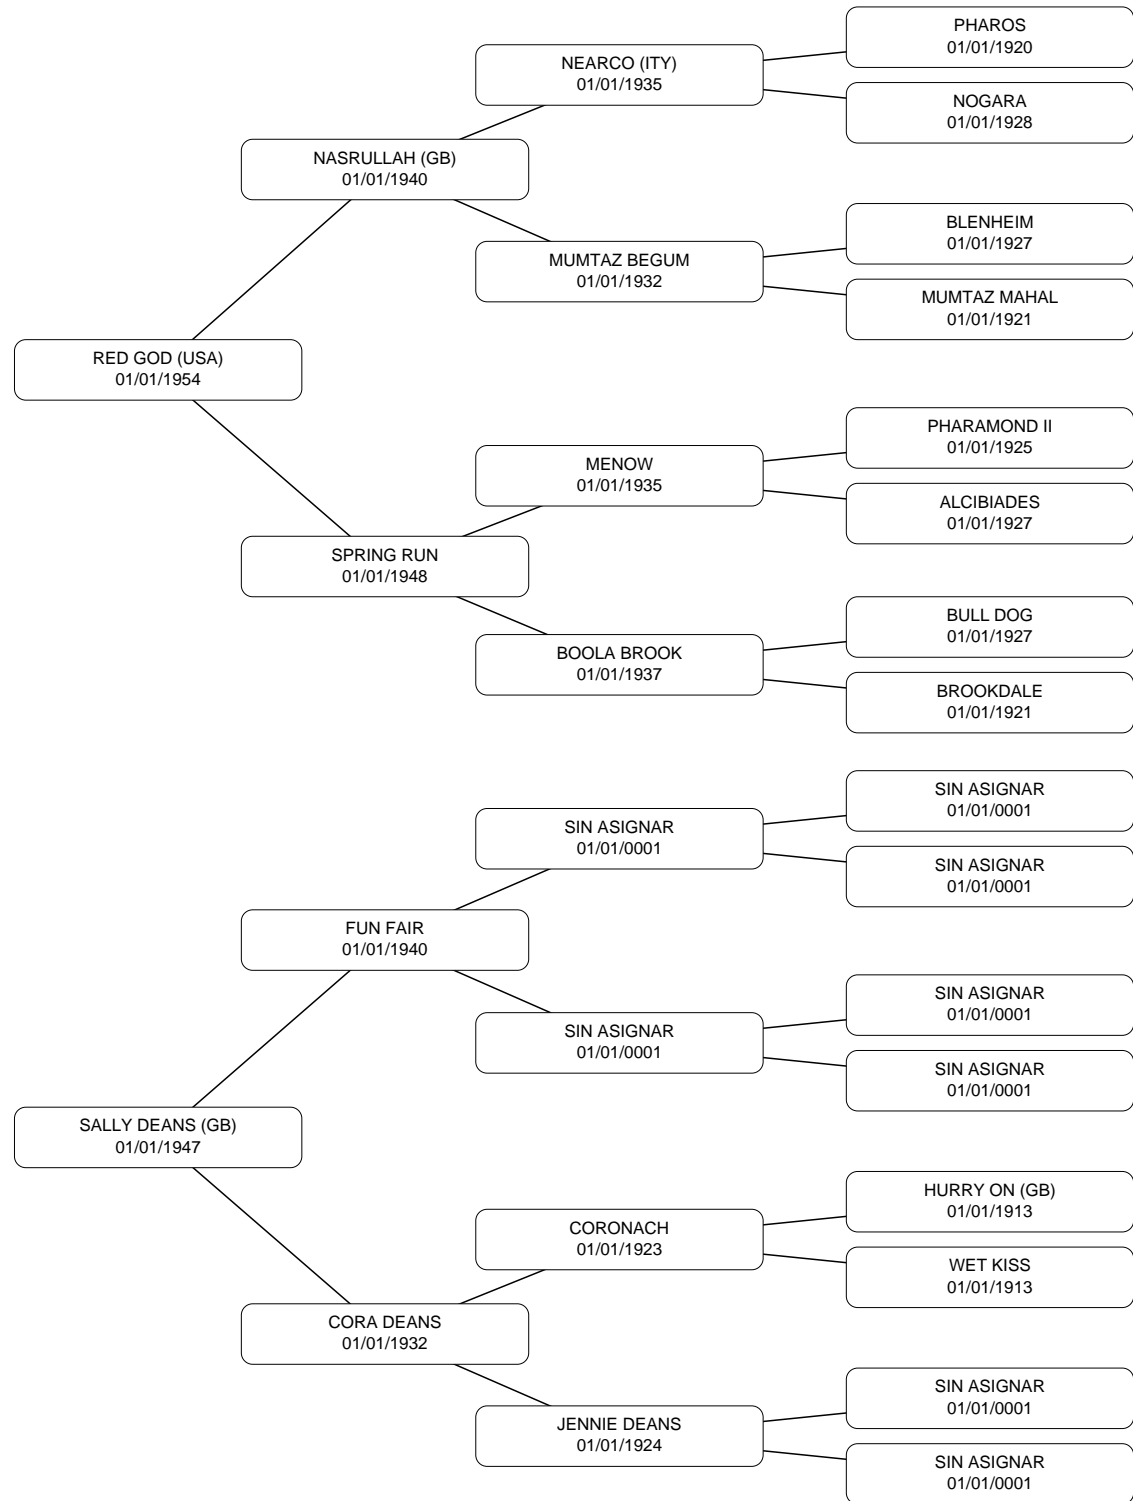 PHAROS
01/01/1920
NEARCO (ITY)
01/01/1935
NOGARA
01/01/1928
NASRULLAH (GB)
01/01/1940
BLENHEIM
01/01/1927
MUMTAZ BEGUM
01/01/1932
MUMTAZ MAHAL
01/01/1921
RED GOD (USA)
01/01/1954
PHARAMOND II
01/01/1925
MENOW
01/01/1935
ALCIBIADES
01/01/1927
SPRING RUN
01/01/1948
BULL DOG
01/01/1927
BOOLA BROOK
01/01/1937
BROOKDALE
01/01/1921
SIN ASIGNAR
01/01/0001
SIN ASIGNAR
01/01/0001
SIN ASIGNAR
01/01/0001
FUN FAIR
01/01/1940
SIN ASIGNAR
01/01/0001
SIN ASIGNAR
01/01/0001
SIN ASIGNAR
01/01/0001
SALLY DEANS (GB)
01/01/1947
HURRY ON (GB)
01/01/1913
CORONACH
01/01/1923
WET KISS
01/01/1913
CORA DEANS
01/01/1932
SIN ASIGNAR
01/01/0001
JENNIE DEANS
01/01/1924
SIN ASIGNAR
01/01/0001